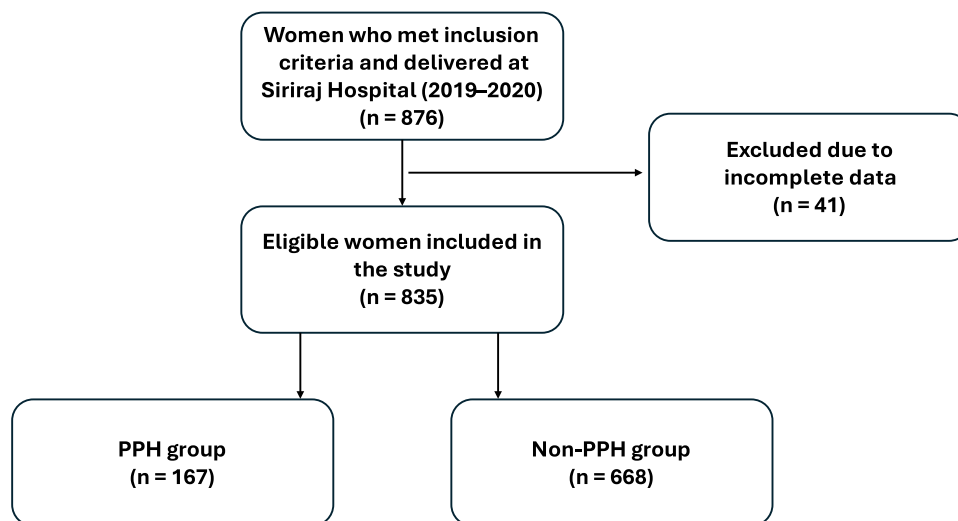 Women who met inclusion
criteria and delivered at
Siriraj Hospital (2019–2020)
(n = 876)
Excluded due to
incomplete data
(n = 41)
Eligible women included in
the study
(n = 835)
PPH group
(n = 167)
Non-PPH group
(n = 668)